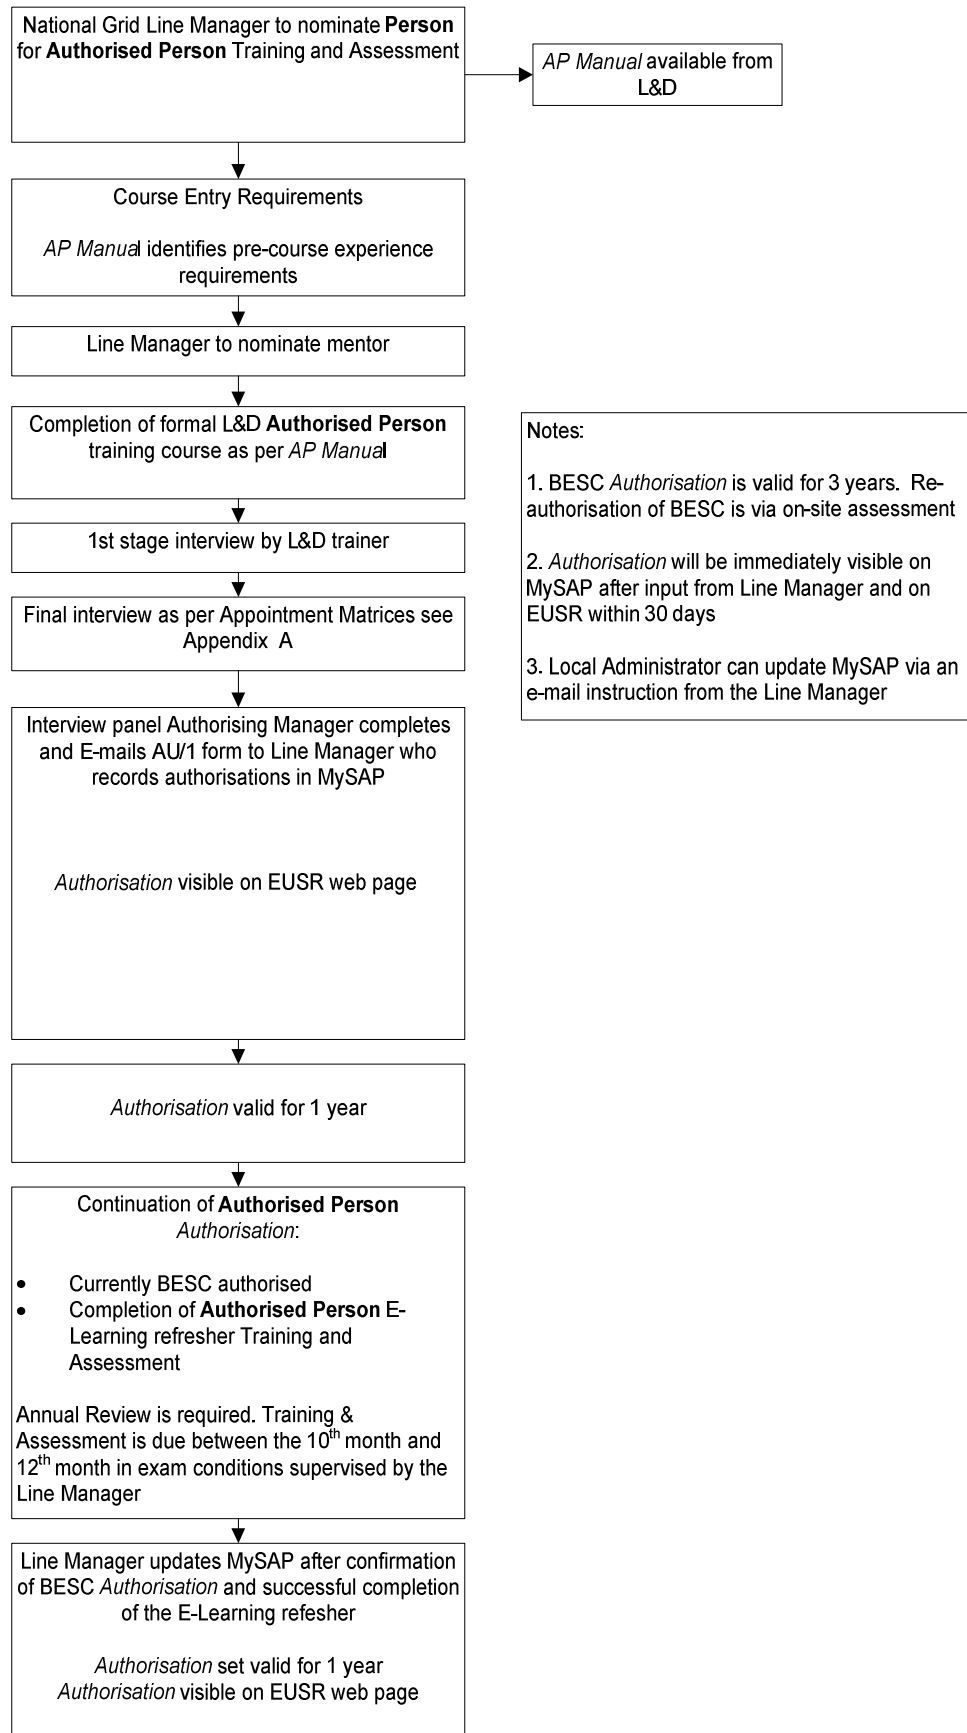 National Grid Line Manager to nominate Person
for Authorised Person Training and Assessment
AP Manual available from
L&D
Course Entry Requirements
AP Manual identifies pre-course experience
requirements
Line Manager to nominate mentor
Completion of formal L&D Authorised Person
training course as per AP Manual
1st stage interview by L&D trainer
Final interview as per Appointment Matrices see
Appendix A
Interview panel Authorising Manager completes
and E-mails AU/1 form to Line Manager who
records authorisations in MySAP
Authorisation visible on EUSR web page
Authorisation valid for 1 year
Continuation of Authorised Person
Authorisation:
• Currently BESC authorised
• Completion of Authorised Person E-
Learning refresher Training and
Assessment
Annual Review is required. Training &
Assessment is due between the 10th month and
12th month in exam conditions supervised by the
Line Manager
Line Manager updates MySAP after confirmation
of BESC Authorisation and successful completion
of the E-Learning refesher
Authorisation set valid for 1 year
Authorisation visible on EUSR web page
Notes:
1. BESC Authorisation is valid for 3 years. Re-
authorisation of BESC is via on-site assessment
2. Authorisation will be immediately visible on
MySAP after input from Line Manager and on
EUSR within 30 days
3. Local Administrator can update MySAP via an
e-mail instruction from the Line Manager